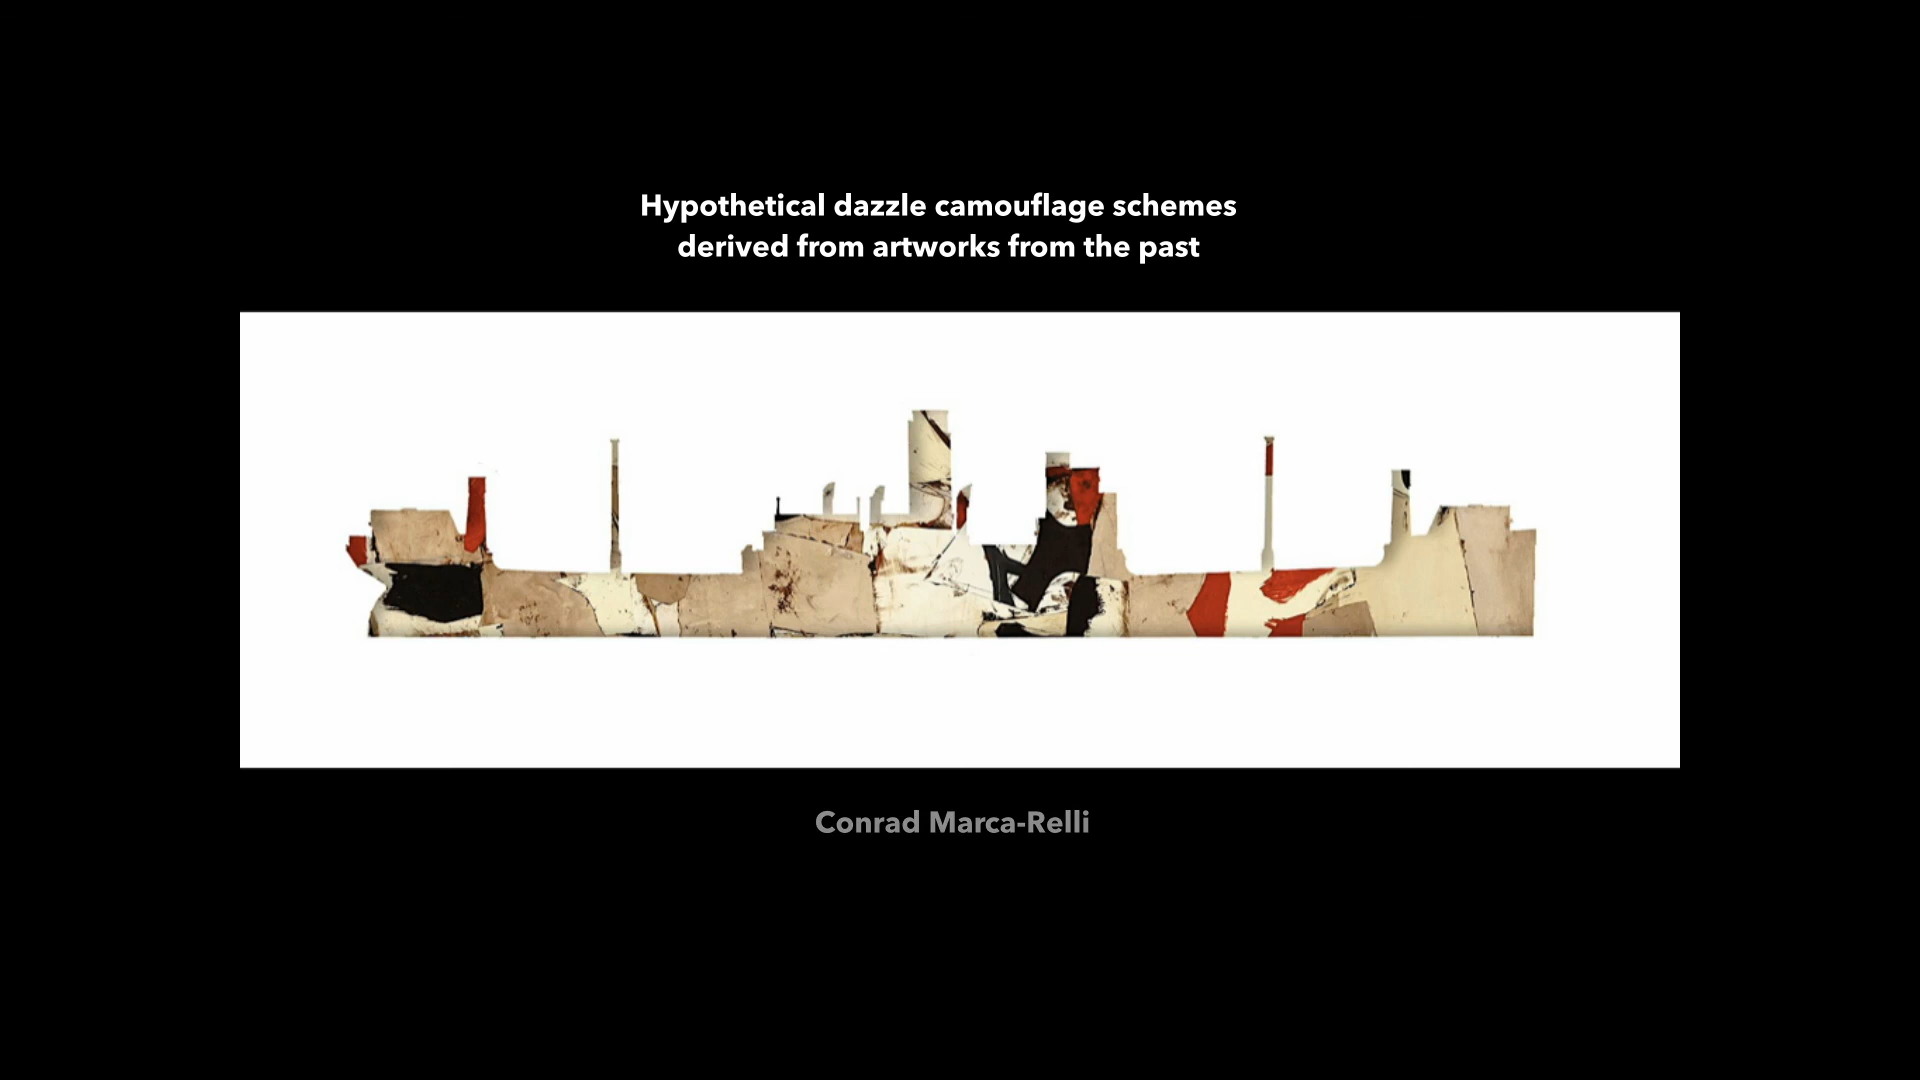 Hypothetical dazzle camouflage schemes
derived from artworks from the past
Conrad Marca-Relli